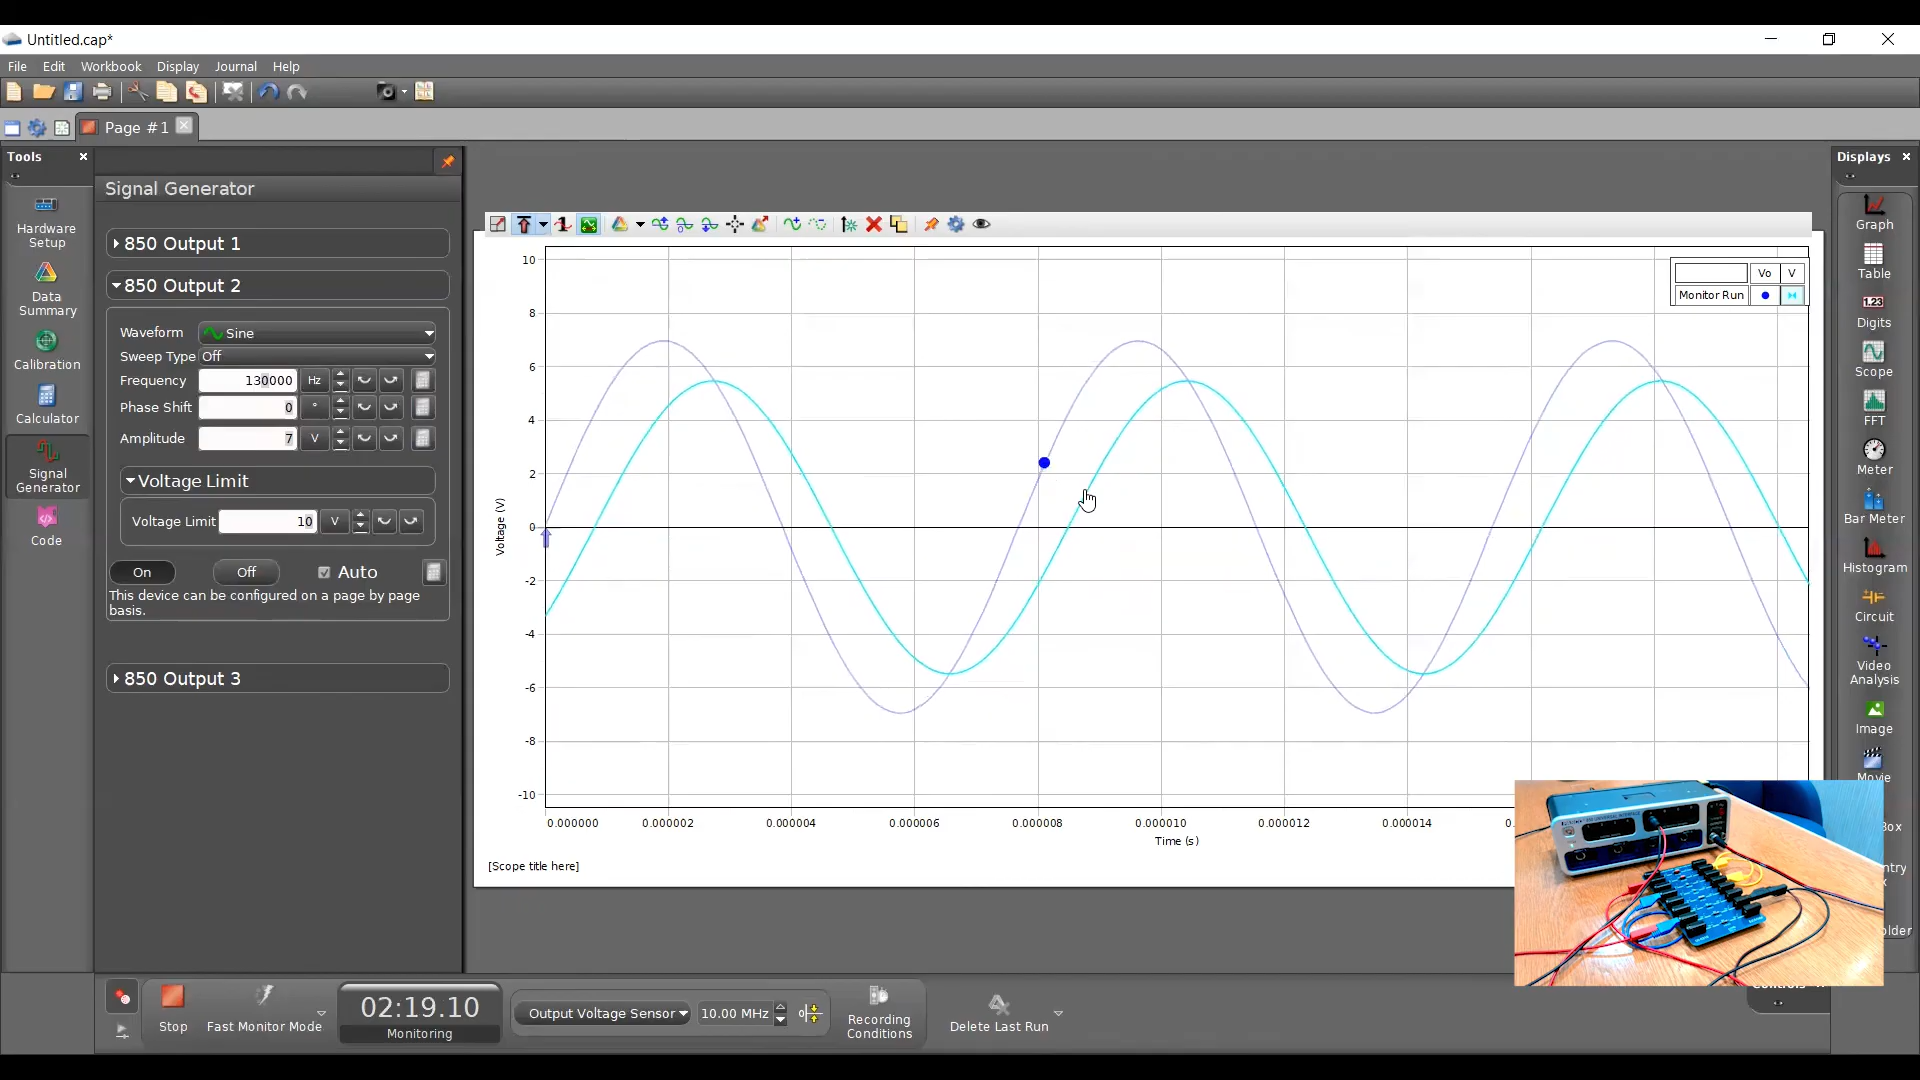 Untitled.cap*
File Edit Workbook Display Journal Help
Page #1
Tools
Hardware
Setup
Data
Summary
Calibration
Calculator
Signal
Generator
Code
Signal Generator
850 Output 1
850 Output 2
Waveform Sine
Sweep Type Off
Frequency 130000 Hz
Phase Shift 0 °
Amplitude 7 V
Voltage Limit
Voltage Limit 10 V
On Off Auto
This device can be configured on a page by page
basis.
850 Output 3
Voltage (V)
10
8
6
4
2
0
-2
-4
-6
-8
-10
Vo V
Monitor Run
0.000000 0.000002 0.000004 0.000006 0.000008 0.000010 0.000012 0.000014 0.
Time (s)
[Scope title here]
Displays
Graph
Table
1.23
Digits
Scope
FFT
Meter
Bar Meter
Histogram
Circuit
Video
Analysis
Image
Movie
Box
ntry
x
older
Stop
Fast Monitor Mode
02:19.10
Monitoring
Output Voltage Sensor
10.00 MHz
Recording
Conditions
Delete Last Run